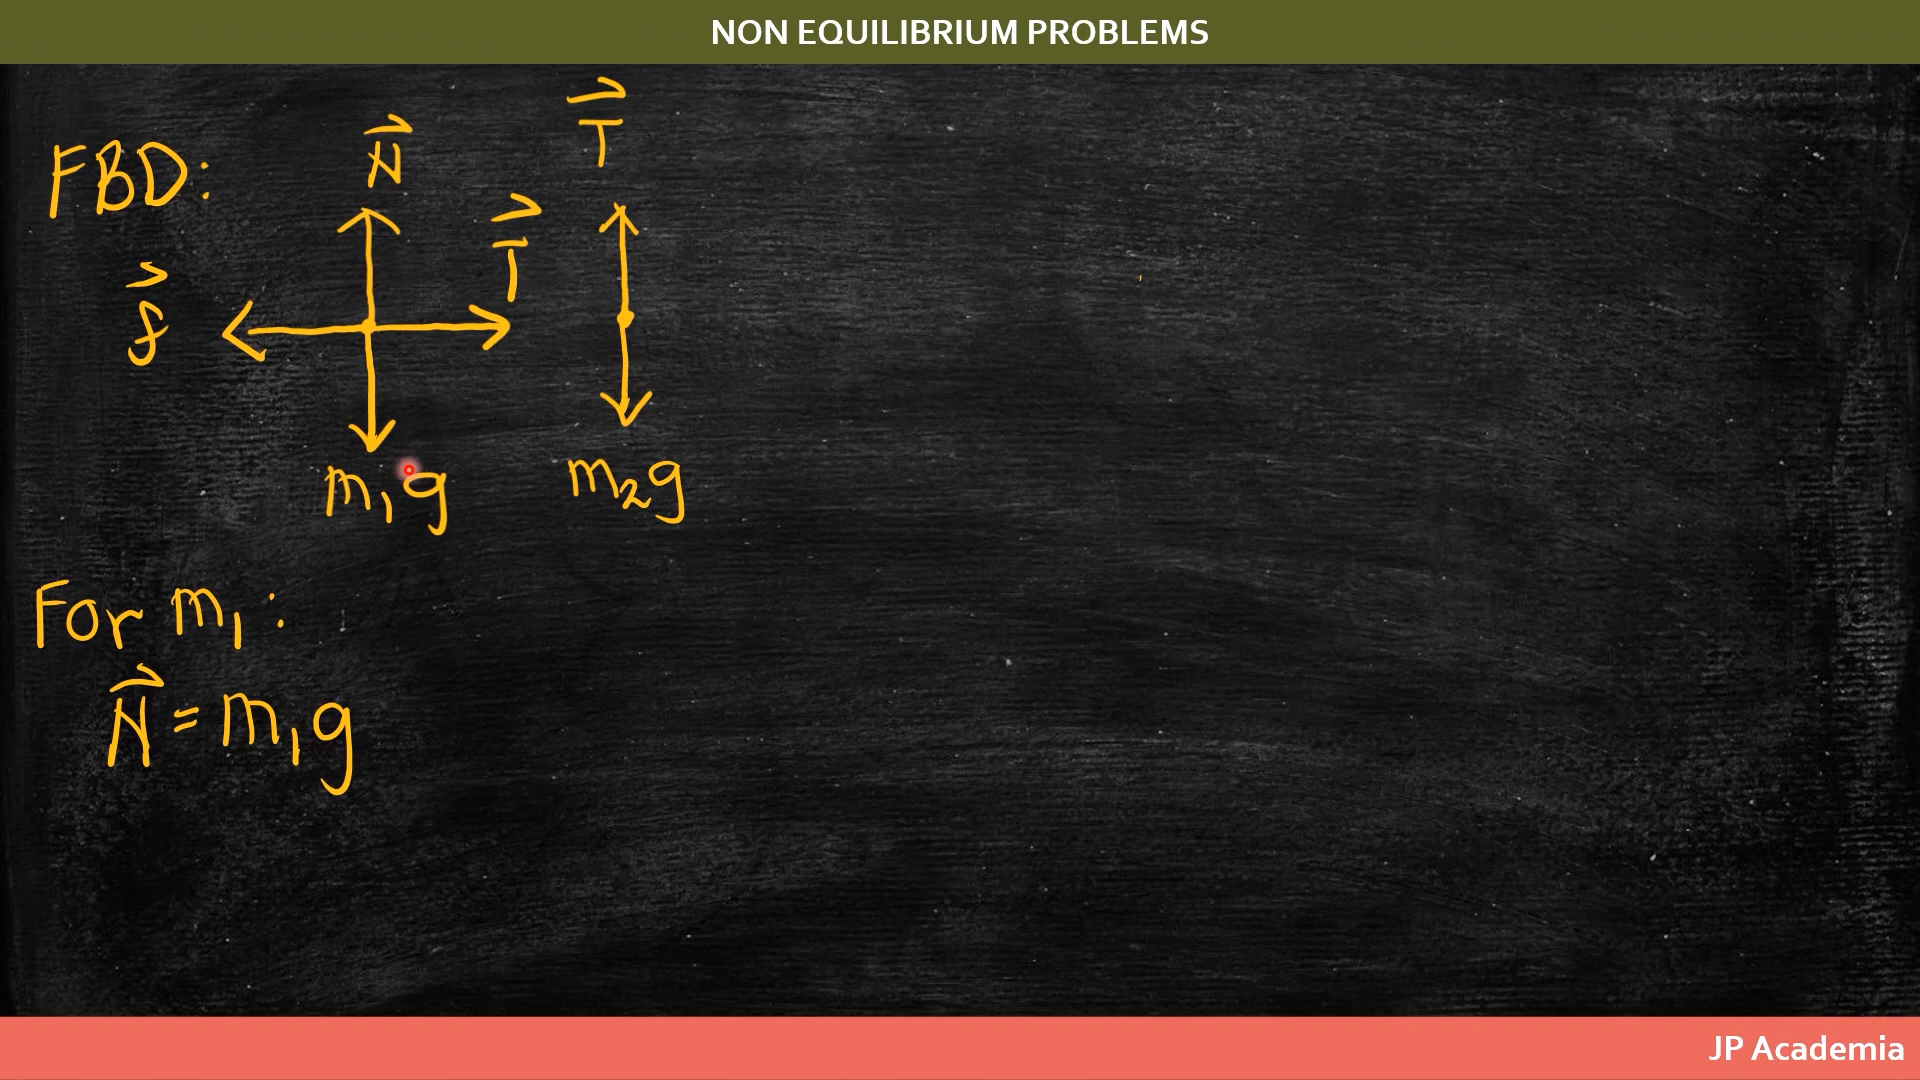 NON EQUILIBRIUM PROBLEMS
FBD:
N
T
T
f
m₁g
m₂g
For m₁:
N = m₁g
JP Academia